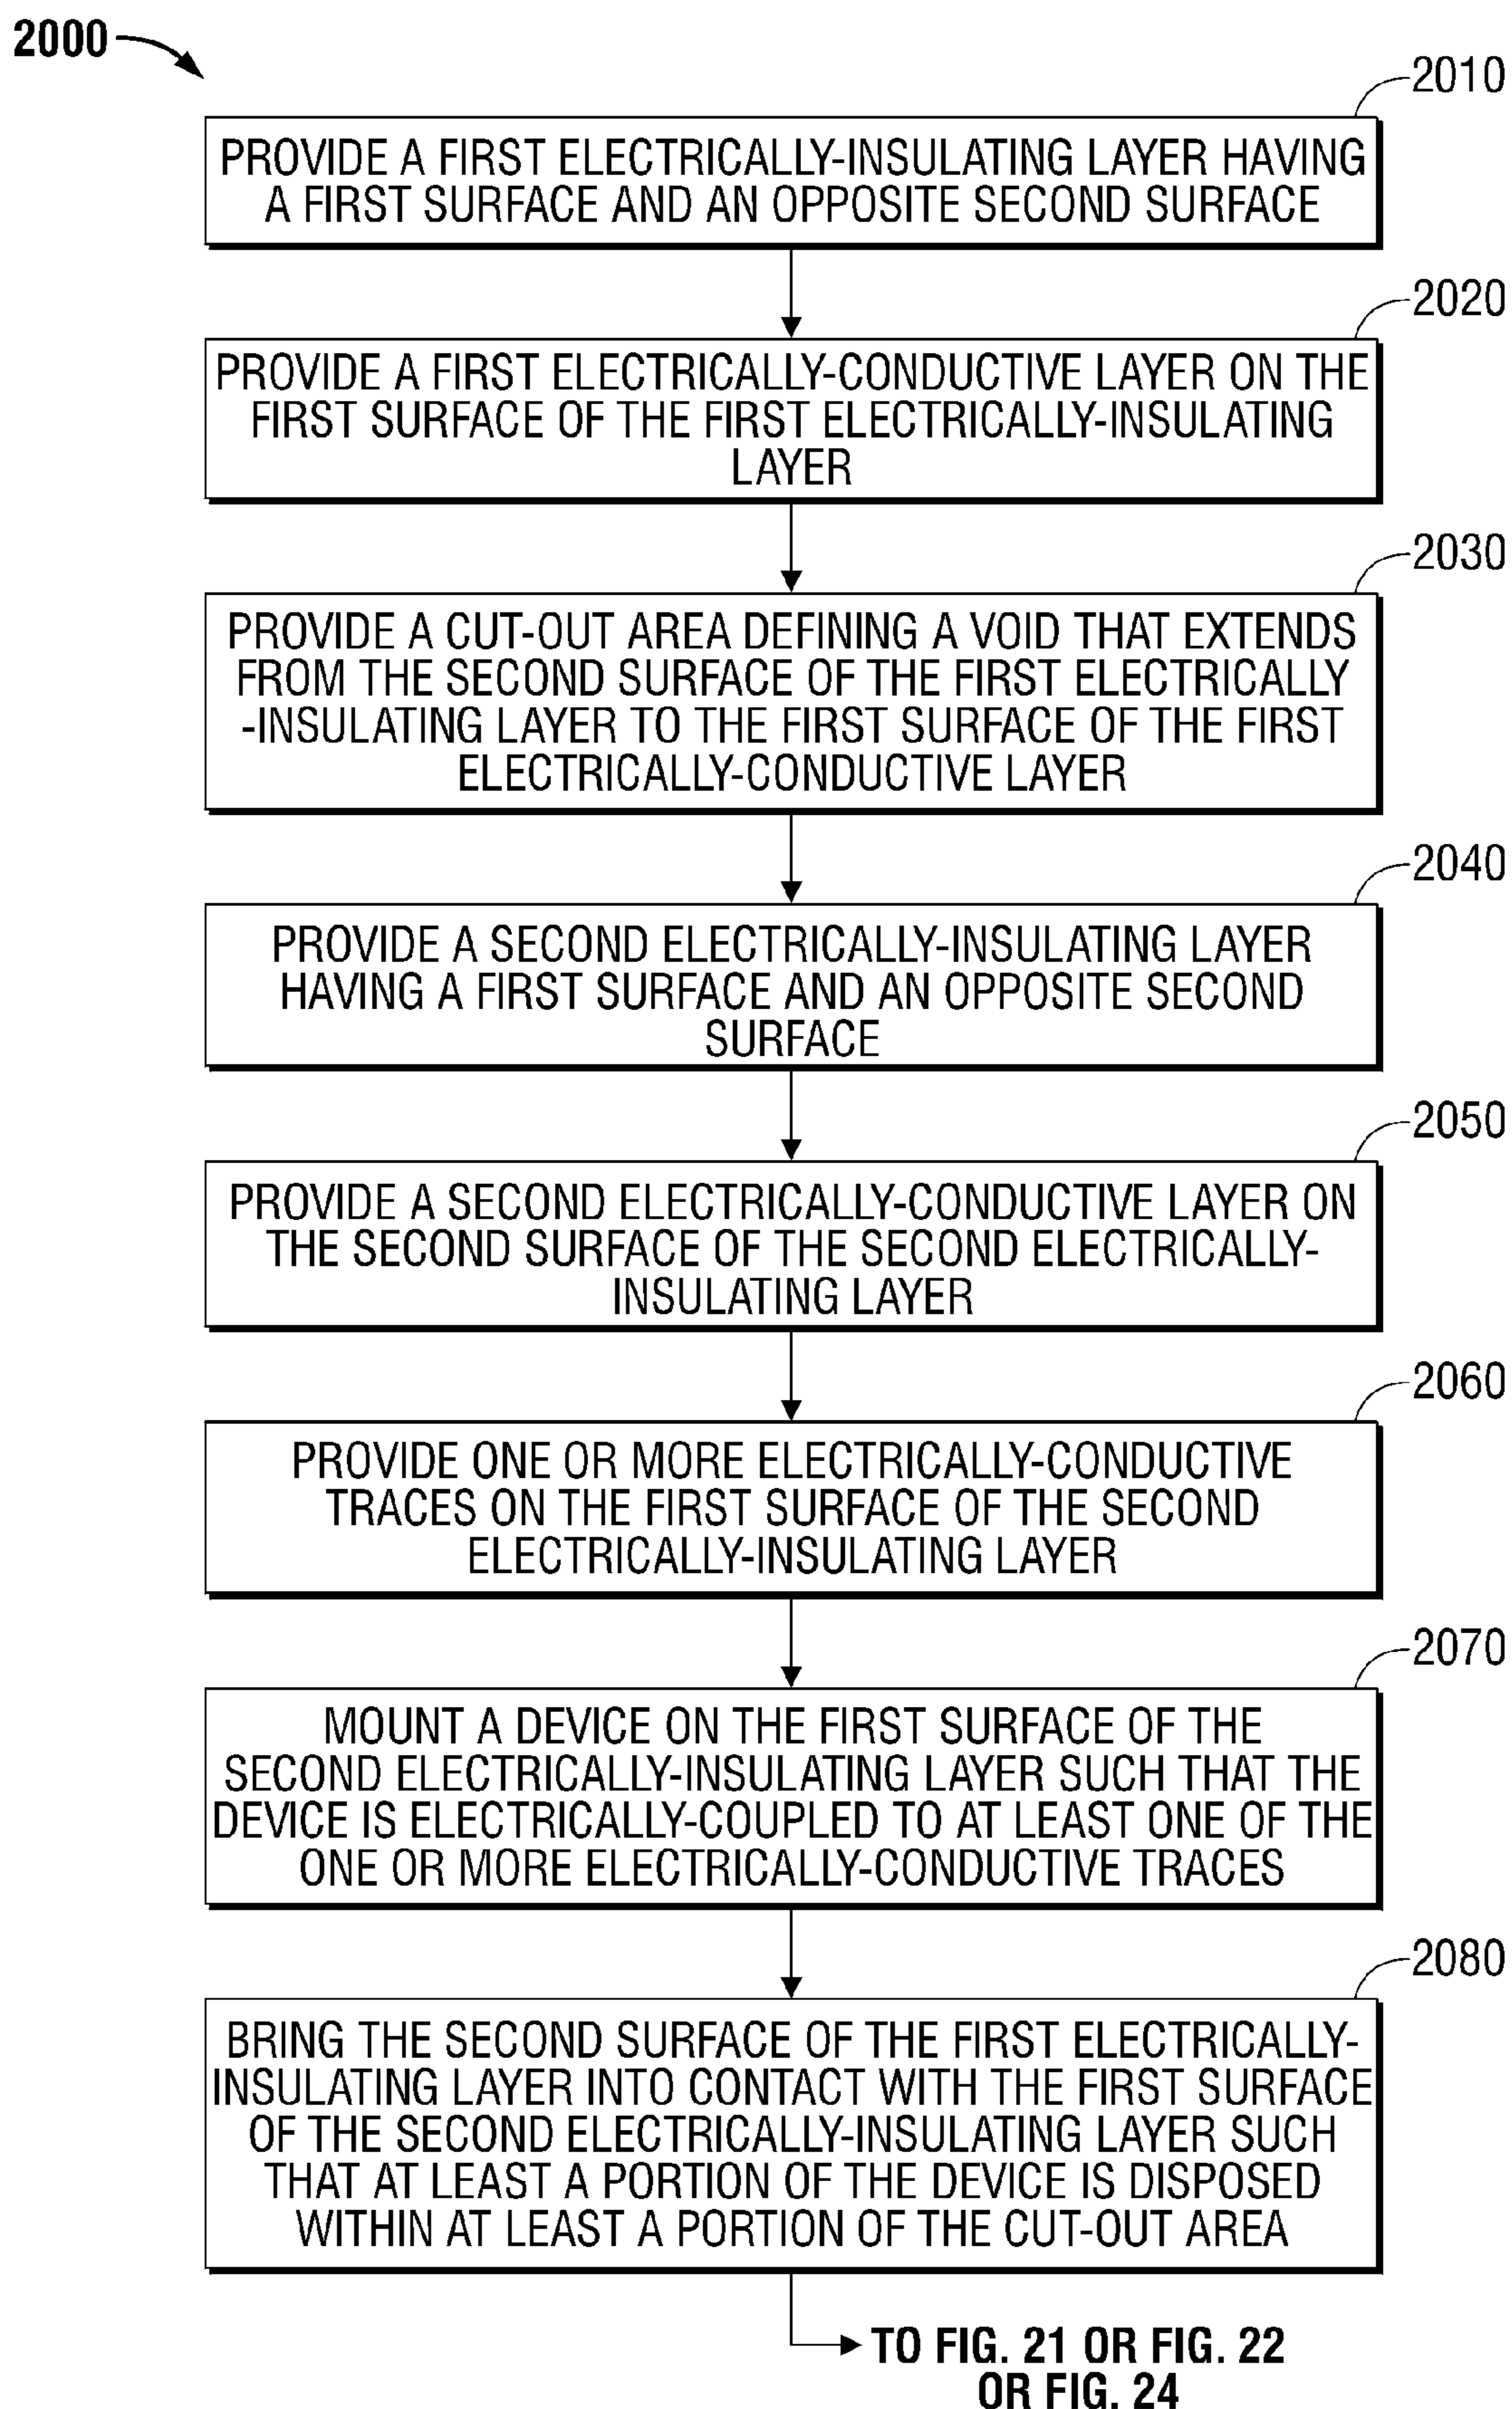 2000
2010
PROVIDE A FIRST ELECTRICALLY-INSULATING LAYER HAVING
A FIRST SURFACE AND AN OPPOSITE SECOND SURFACE
2020
PROVIDE A FIRST ELECTRICALLY-CONDUCTIVE LAYER ON THE
FIRST SURFACE OF THE FIRST ELECTRICALLY-INSULATING
LAYER
2030
PROVIDE A CUT-OUT AREA DEFINING A VOID THAT EXTENDS
FROM THE SECOND SURFACE OF THE FIRST ELECTRICALLY
-INSULATING LAYER TO THE FIRST SURFACE OF THE FIRST
ELECTRICALLY-CONDUCTIVE LAYER
2040
PROVIDE A SECOND ELECTRICALLY-INSULATING LAYER
HAVING A FIRST SURFACE AND AN OPPOSITE SECOND
SURFACE
2050
PROVIDE A SECOND ELECTRICALLY-CONDUCTIVE LAYER ON
THE SECOND SURFACE OF THE SECOND ELECTRICALLY-
INSULATING LAYER
2060
PROVIDE ONE OR MORE ELECTRICALLY-CONDUCTIVE
TRACES ON THE FIRST SURFACE OF THE SECOND
ELECTRICALLY-INSULATING LAYER
2070
MOUNT A DEVICE ON THE FIRST SURFACE OF THE
SECOND ELECTRICALLY-INSULATING LAYER SUCH THAT THE
DEVICE IS ELECTRICALLY-COUPLED TO AT LEAST ONE OF THE
ONE OR MORE ELECTRICALLY-CONDUCTIVE TRACES
2080
BRING THE SECOND SURFACE OF THE FIRST ELECTRICALLY-
INSULATING LAYER INTO CONTACT WITH THE FIRST SURFACE
OF THE SECOND ELECTRICALLY-INSULATING LAYER SUCH
THAT AT LEAST A PORTION OF THE DEVICE IS DISPOSED
WITHIN AT LEAST A PORTION OF THE CUT-OUT AREA
TO FIG. 21 OR FIG. 22
OR FIG. 24